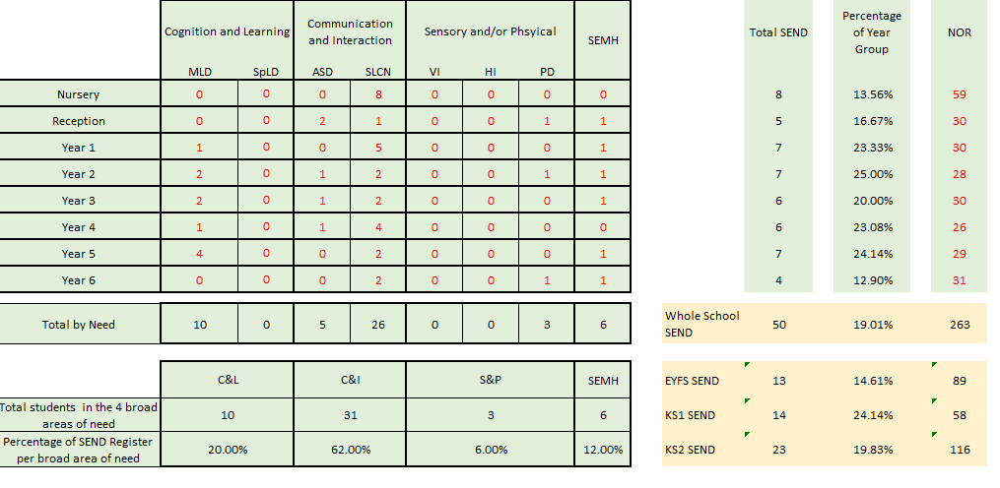 Cognition and Learning Communication and Interaction Sensory and/or Phsyical SEMH Total SEND Percentage of Year Group NOR
MLD SpLD ASD SLCN VI HI PD
Nursery 0 0 0 8 0 0 0 0 8 13.56% 59
Reception 0 0 2 1 0 0 1 1 5 16.67% 30
Year 1 1 0 0 5 0 0 0 1 7 23.33% 30
Year 2 2 0 1 2 0 0 1 1 7 25.00% 28
Year 3 2 0 1 2 0 0 0 1 6 20.00% 30
Year 4 1 0 1 4 0 0 0 0 6 23.08% 26
Year 5 4 0 0 2 0 0 0 1 7 24.14% 29
Year 6 0 0 0 2 0 0 1 1 4 12.90% 31
Total by Need 10 0 5 26 0 0 3 6 Whole School SEND 50 19.01% 263
C&L C&I S&P SEMH EYFS SEND 13 14.61% 89
Total students in the 4 broad areas of need 10 31 3 6 KS1 SEND 14 24.14% 58
Percentage of SEND Register per broad area of need 20.00% 62.00% 6.00% 12.00% KS2 SEND 23 19.83% 116